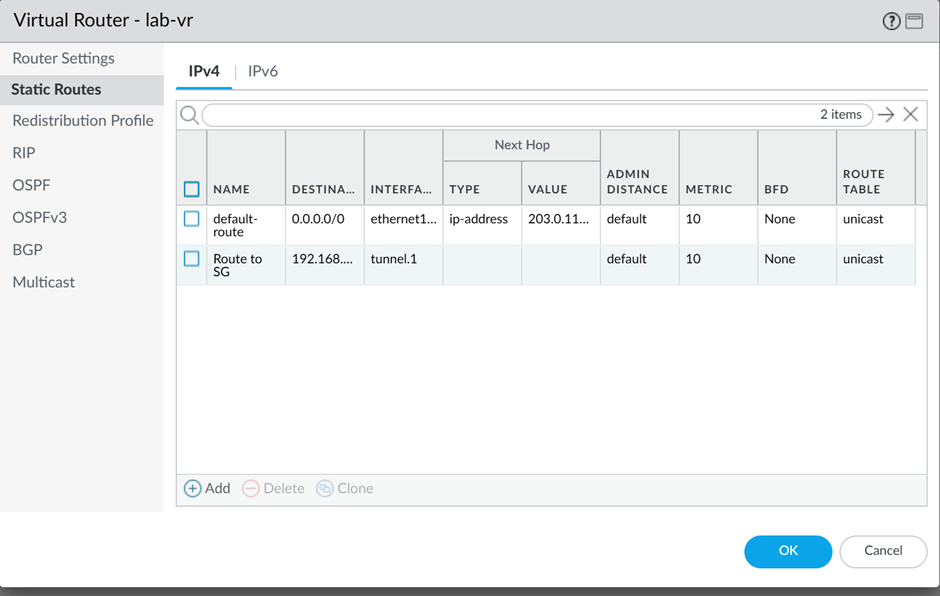 Virtual Router - lab-vr
Router Settings
Static Routes
Redistribution Profile
RIP
OSPF
OSPFv3
BGP
Multicast
IPv4 | IPv6
2 items
Next Hop
NAME DESTINA... INTERFA... TYPE VALUE ADMIN DISTANCE METRIC BFD ROUTE TABLE
default-route 0.0.0.0/0 ethernet1... ip-address 203.0.11... default 10 None unicast
Route to SG 192.168.... tunnel.1 default 10 None unicast
Add Delete Clone
OK Cancel